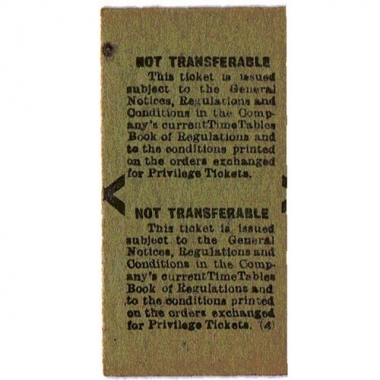 NOT TRANSFERABLE
This ticket is issued
subject to the General
Notices, Regulations and
Conditions in the Comp-
any's current Time Tables
Book of Regulations and
to the conditions printed
on the orders exchanged
for Privilege Tickets.
NOT TRANSFERABLE
This ticket is issued
subject to the General
Notices, Regulations and
Conditions in the Comp-
any's current Time Tables
Book of Regulations and
to the conditions printed
on the orders exchanged
for Privilege Tickets. (4)